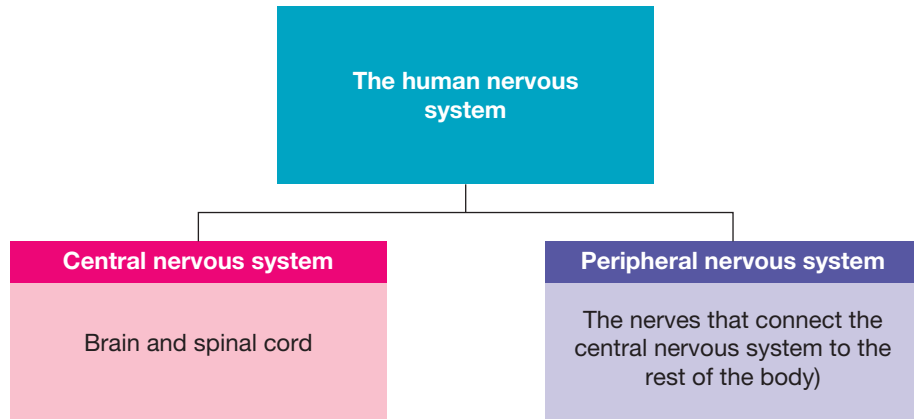 The human nervous
system
Central nervous system
Brain and spinal cord
Peripheral nervous system
The nerves that connect the
central nervous system to the
rest of the body)